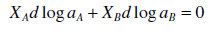 X_A d log a_A + X_B d log a_B = 0